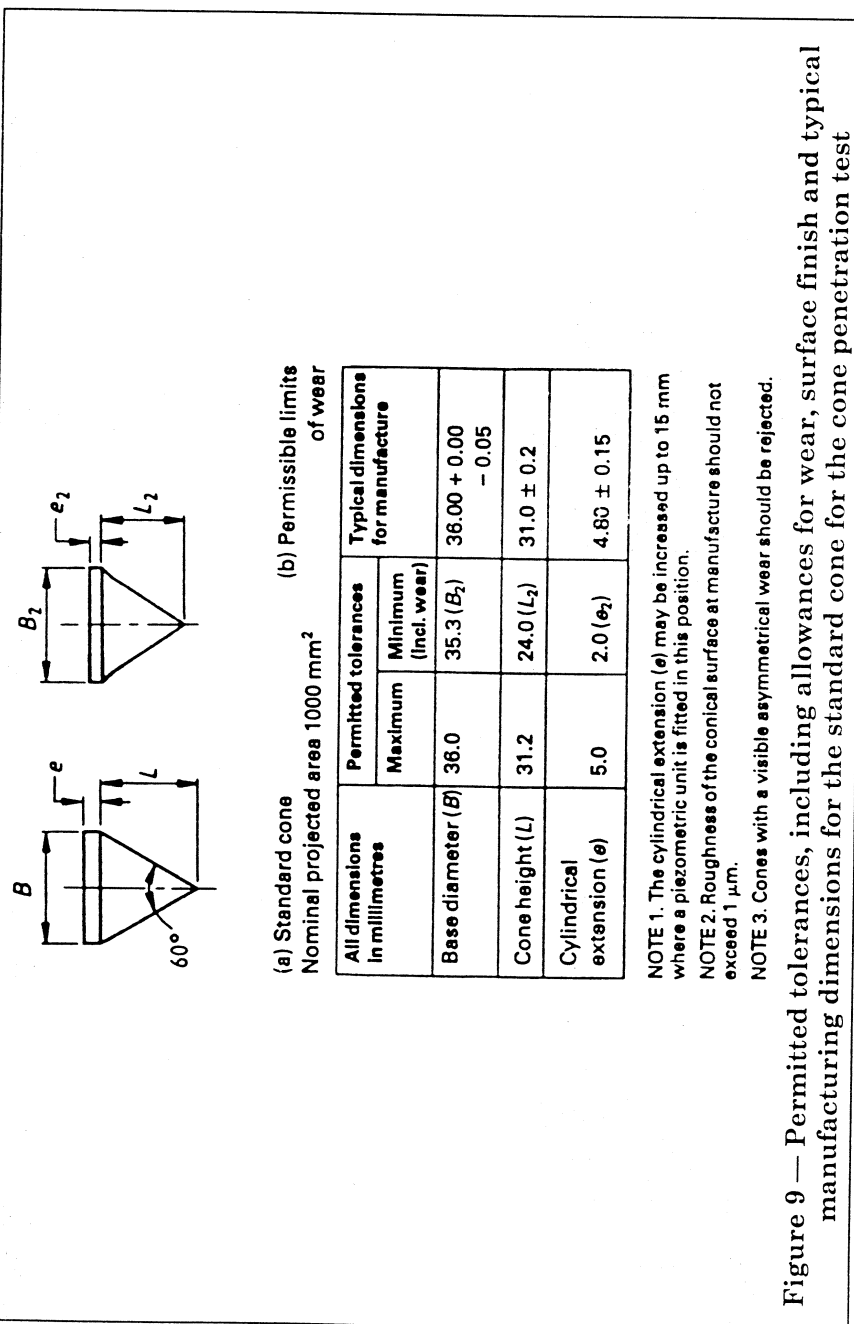 B
e
L
60°
B₂
e₂
L₂
(a) Standard cone
Nominal projected area 1000 mm²
(b) Permissible limits
of wear
All dimensions
in millimetres
Permitted tolerances
Typical dimensions
for manufacture
Maximum
Minimum
(incl. wear)
Base diameter (B) 36.0 35.3 (B₂) 36.00 + 0.00
− 0.05
Cone height (L) 31.2 24.0 (L₂) 31.0 ± 0.2
Cylindrical
extension (e) 5.0 2.0 (e₂) 4.80 ± 0.15
NOTE 1. The cylindrical extension (e) may be increased up to 15 mm
where a piezometric unit is fitted in this position.
NOTE 2. Roughness of the conical surface at manufacture should not
exceed 1 μm.
NOTE 3. Cones with a visible asymmetrical wear should be rejected.
Figure 9 — Permitted tolerances, including allowances for wear, surface finish and typical
manufacturing dimensions for the standard cone for the cone penetration test